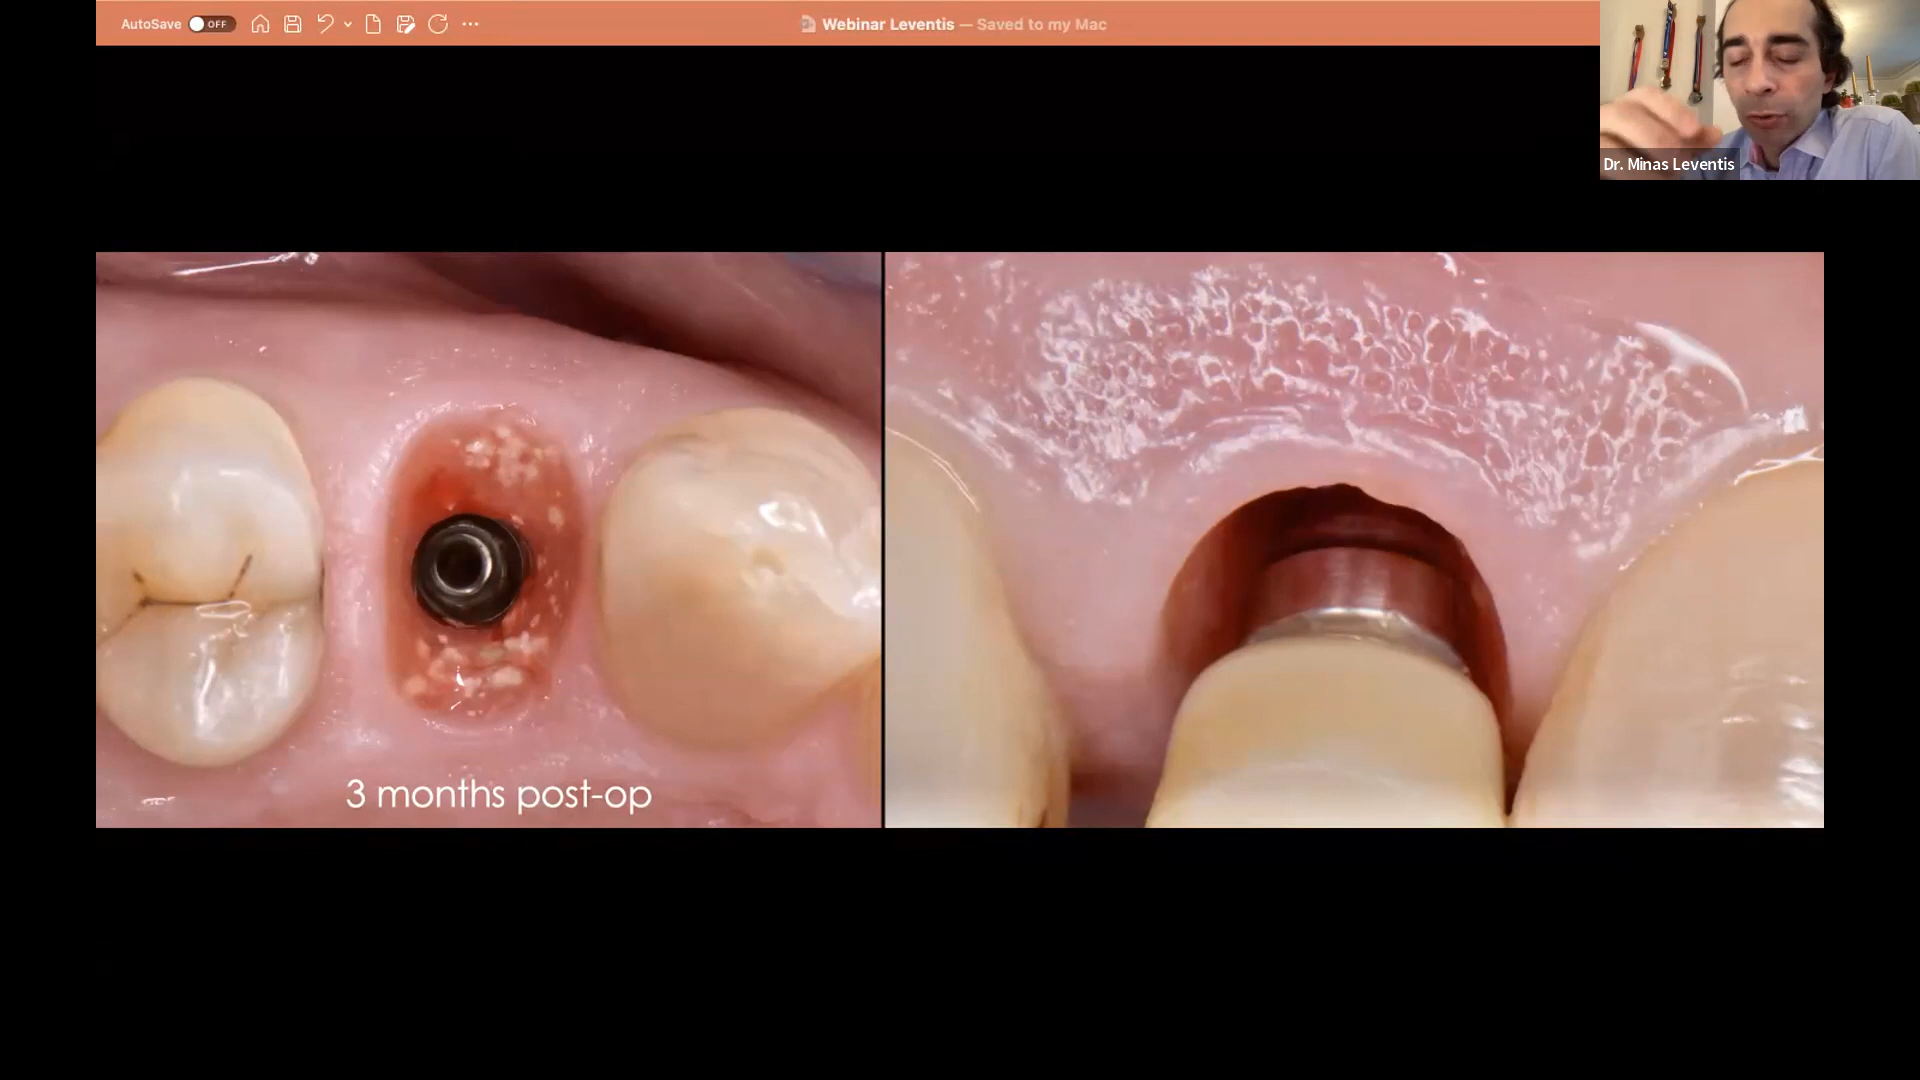 AutoSave OFF
Webinar Leventis — Saved to my Mac
Dr. Minas Leventis
3 months post-op